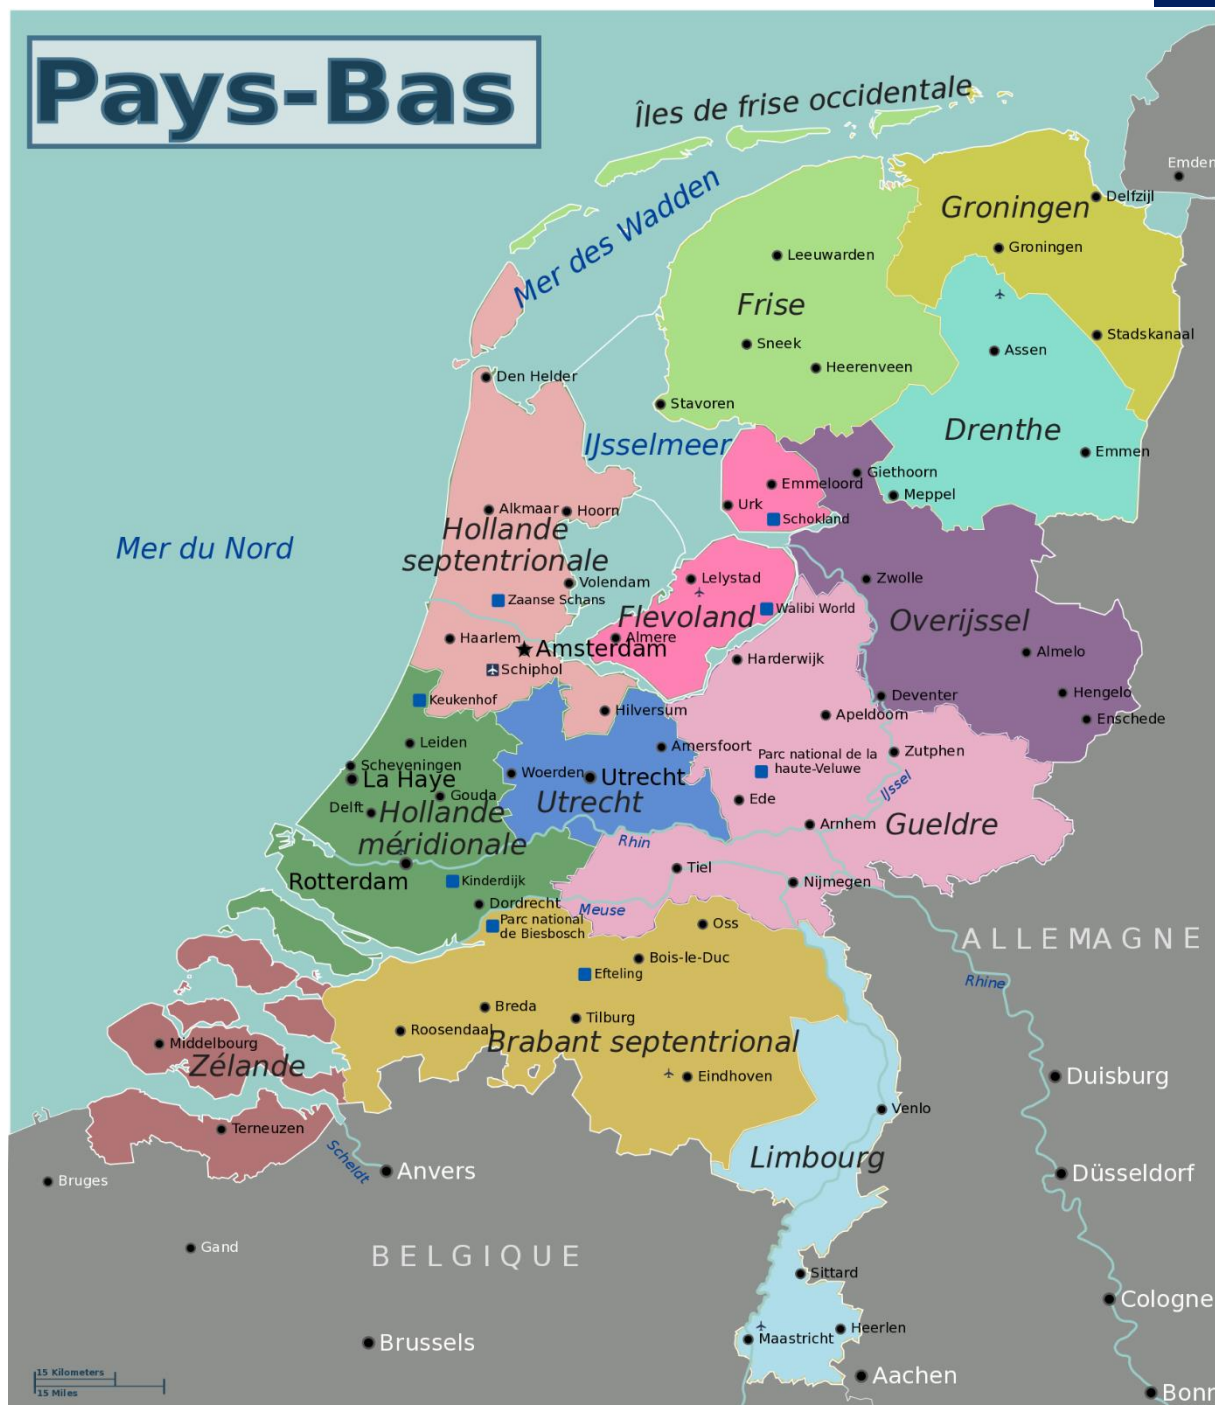 Pays-Bas
Îles de frise occidentale
Emden
Delfzijl
Mer des Wadden
Groningen
Groningen
Leeuwarden
Frise
Stadskanaal
Sneek
Assen
Heerenveen
Den Helder
Stavoren
Drenthe
IJsselmeer
Emmen
Giethoorn
Emmeloord
Meppel
Urk
Alkmaar
Hoorn
Schokland
Hollande
septentrionale
Mer du Nord
Lelystad
Zwolle
Volendam
Zaanse Schans
Walibi World
Flevoland
Overijssel
Haarlem
Almere
Amsterdam
Almelo
Harderwijk
Schiphol
Keukenhof
Deventer
Hengelo
Hilversum
Apeldoorn
Enschede
Leiden
Amersfoort
Zutphen
Parc national de la
haute-Veluwe
Scheveningen
La Haye
Woerden
Utrecht
IJssel
Gouda
Utrecht
Ede
Delft
Hollande
méridionale
Arnhem
Gueldre
Rhin
Tiel
Rotterdam
Kinderdijk
Nijmegen
Dordrecht
Meuse
Parc national
de Biesbosch
Oss
ALLEMAGNE
Bois-le-Duc
Efteling
Rhine
Breda
Tilburg
Roosendaal
Middelbourg
Brabant septentrional
Zélande
Eindhoven
Duisburg
Venlo
Terneuzen
Scheldt
Limbourg
Anvers
Düsseldorf
Bruges
Gand
BELGIQUE
Sittard
Cologne
Heerlen
Maastricht
Brussels
Aachen
15 Kilometers
15 Miles
Bonn